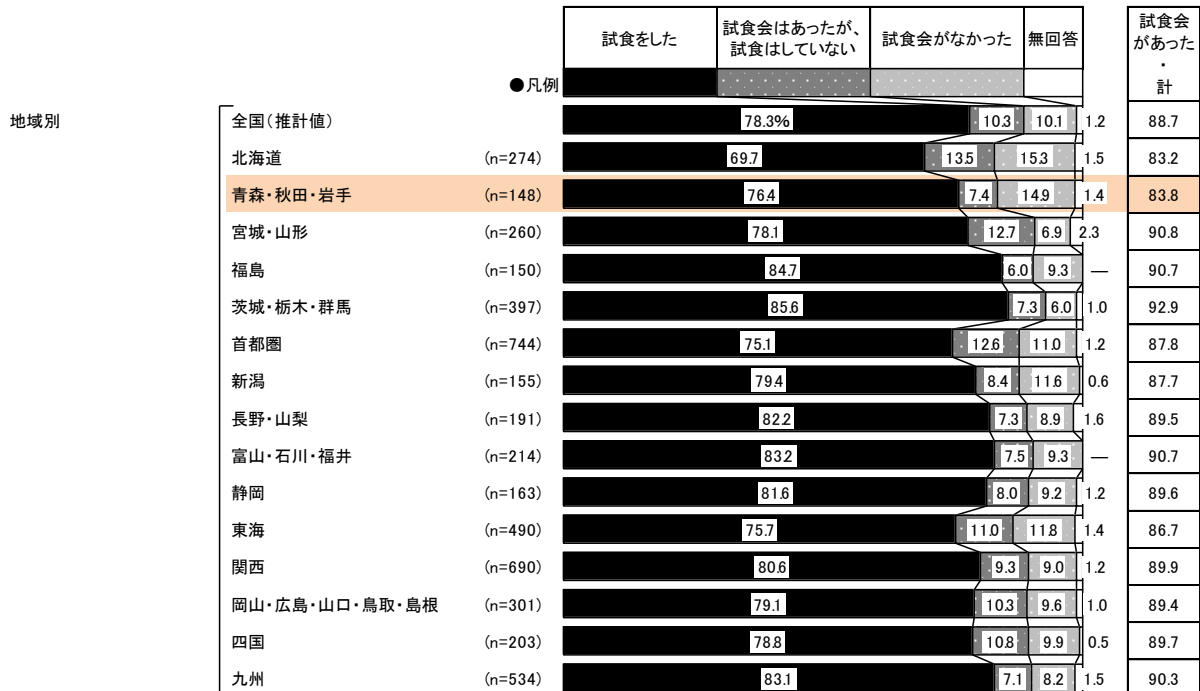 試食をした 試食会はあったが、試食はしていない 試食会がなかった 無回答 試食会があった・計
●凡例
地域別
全国(推計値) 78.3% 10.3 10.1 1.2 88.7
北海道 (n=274) 69.7 13.5 15.3 1.5 83.2
青森・秋田・岩手 (n=148) 76.4 7.4 14.9 1.4 83.8
宮城・山形 (n=260) 78.1 12.7 6.9 2.3 90.8
福島 (n=150) 84.7 6.0 9.3 — 90.7
茨城・栃木・群馬 (n=397) 85.6 7.3 6.0 1.0 92.9
首都圏 (n=744) 75.1 12.6 11.0 1.2 87.8
新潟 (n=155) 79.4 8.4 11.6 0.6 87.7
長野・山梨 (n=191) 82.2 7.3 8.9 1.6 89.5
富山・石川・福井 (n=214) 83.2 7.5 9.3 — 90.7
静岡 (n=163) 81.6 8.0 9.2 1.2 89.6
東海 (n=490) 75.7 11.0 11.8 1.4 86.7
関西 (n=690) 80.6 9.3 9.0 1.2 89.9
岡山・広島・山口・鳥取・島根 (n=301) 79.1 10.3 9.6 1.0 89.4
四国 (n=203) 78.8 10.8 9.9 0.5 89.7
九州 (n=534) 83.1 7.1 8.2 1.5 90.3